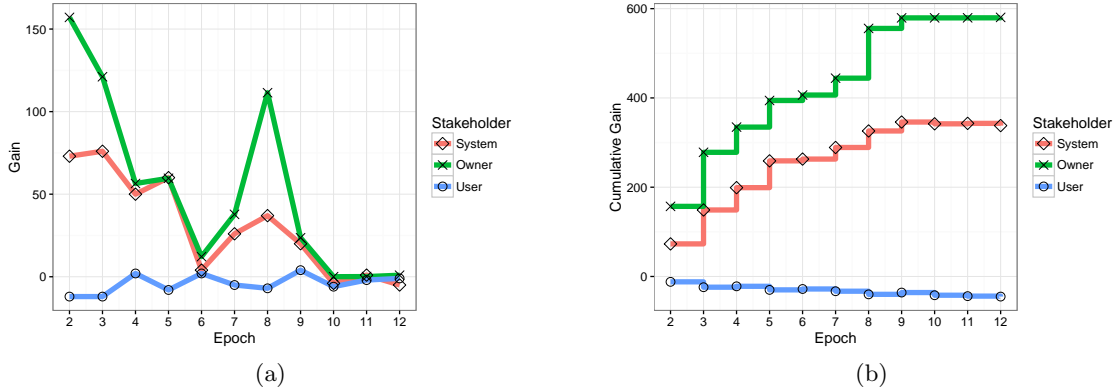 150
100
50
0
Gain
2 3 4 5 6 7 8 9 10 11 12
Epoch
Stakeholder
System
Owner
User
(a)
600
400
200
0
Cumulative Gain
2 3 4 5 6 7 8 9 10 11 12
Epoch
Stakeholder
System
Owner
User
(b)